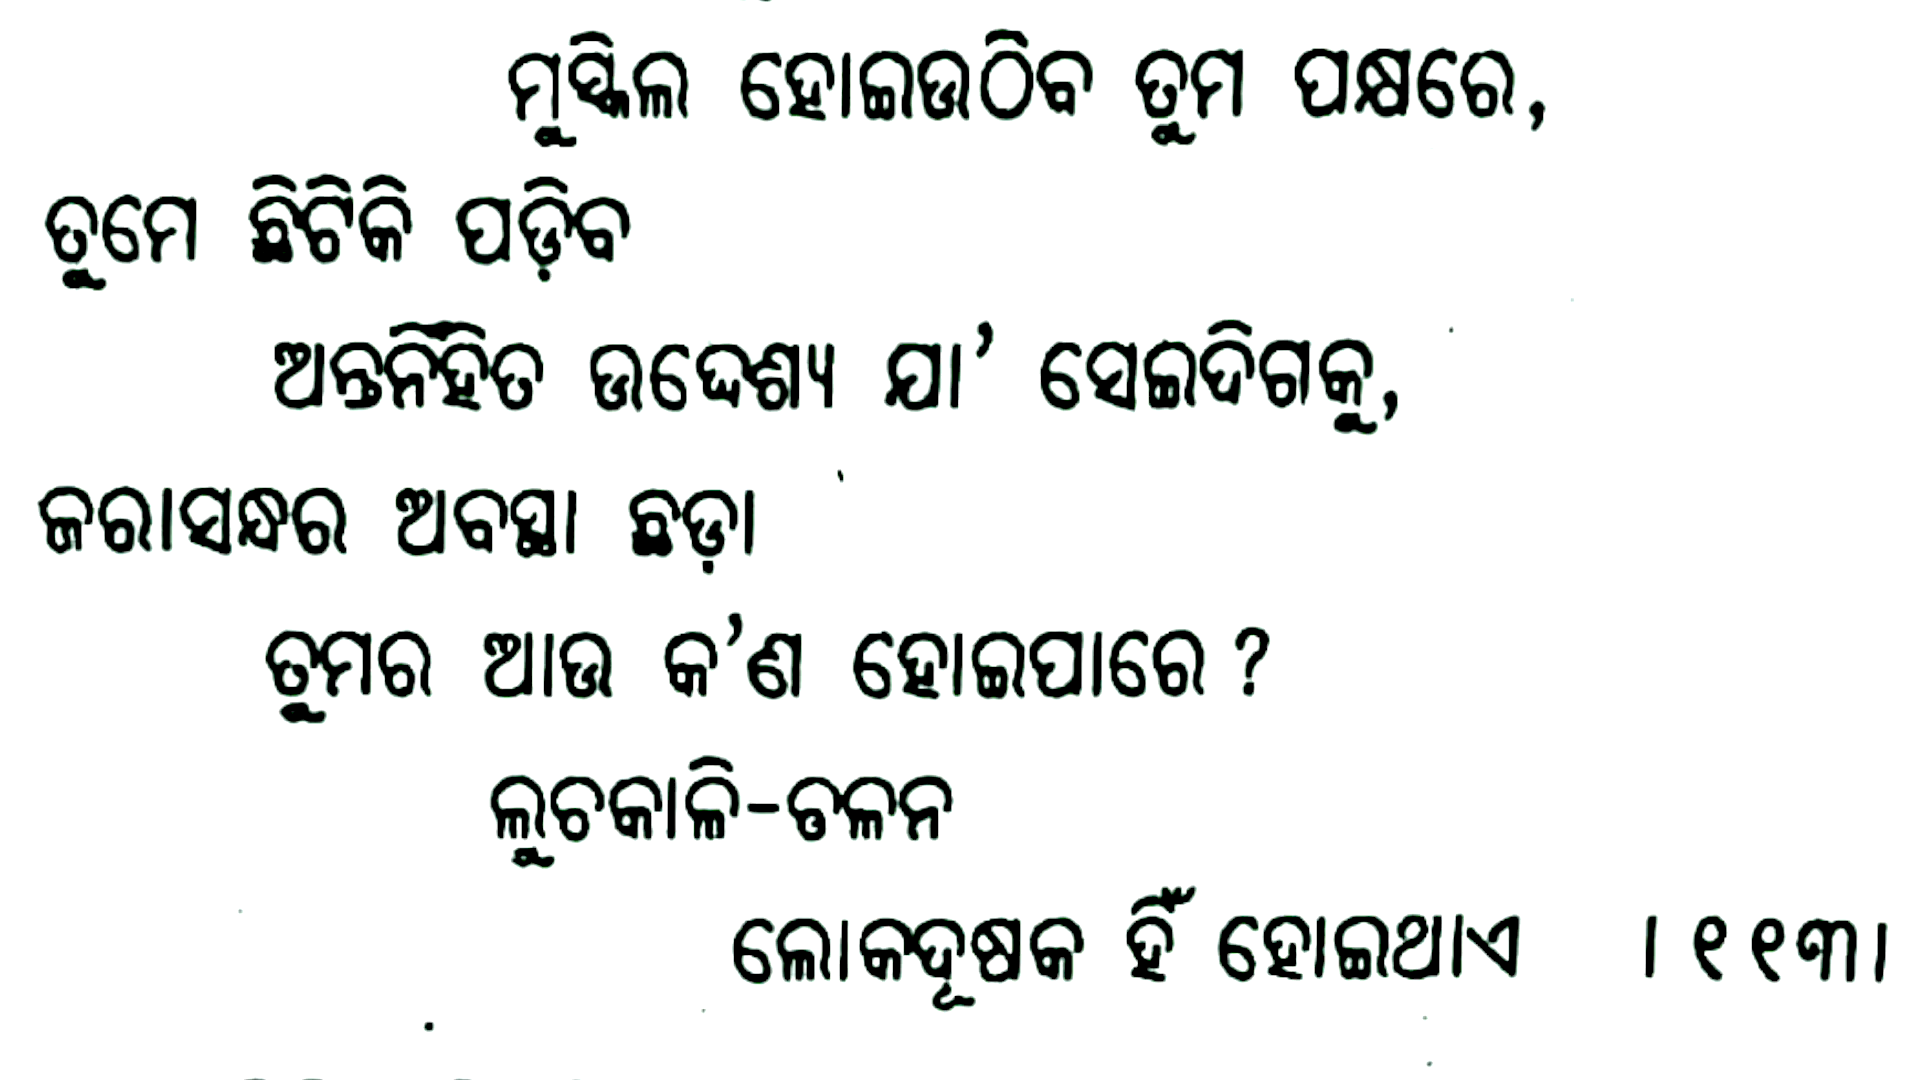 ମୁସ୍କିଲ ହୋଇଉଠିବ ତୁମ ପକ୍ଷରେ,
ତୁମେ ଛିଟିକି ପଡ଼ିବ
ଅନ୍ତର୍ନିହିତ ଉଦ୍ଦେଶ୍ୟ ଯା’ ସେଇଦିଗକୁ,
ଜରାସନ୍ଧର ଅବସ୍ଥା ଛଡ଼ା
ତୁମର ଆଉ କ’ଣ ହୋଇପାରେ ?
ଲୁଚକାଳି-ଚଳନ
ଲୋକଦୂଷକ ହିଁ ହୋଇଥାଏ । ୧୧୩।